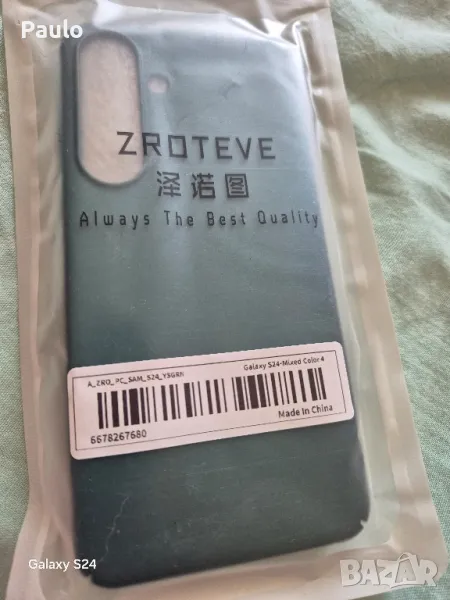 Paulo
ZROTEVE
泽诺图
Always The Best Quality
A_ZRO_PC_SAM_S24_YSGRN
Galaxy S24-Mixed Color 4
6678267680
Made In China
Galaxy S24
BAZAR